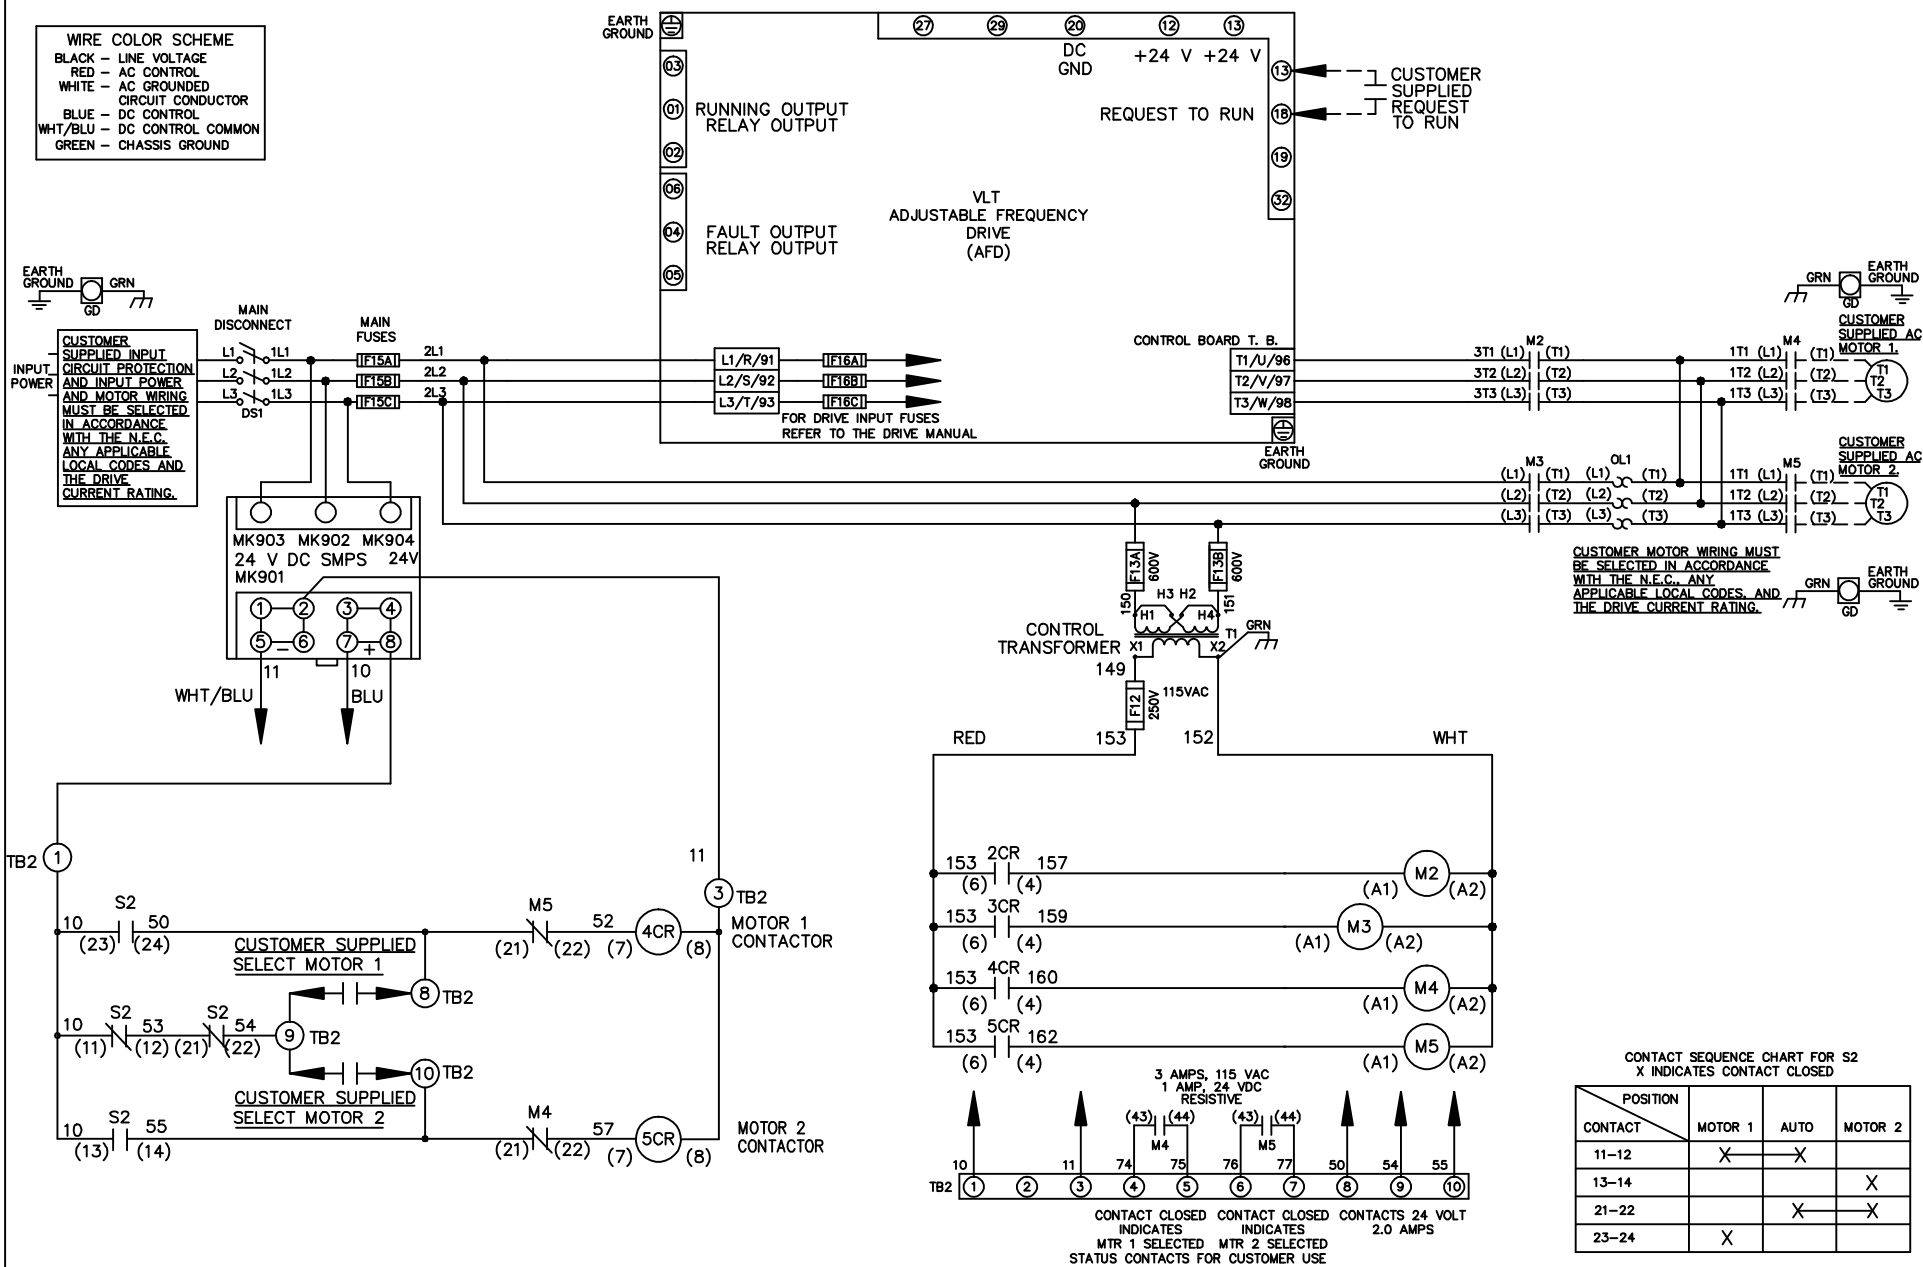 WIRE COLOR SCHEME
BLACK – LINE VOLTAGE
RED – AC CONTROL
WHITE – AC GROUNDED
CIRCUIT CONDUCTOR
BLUE – DC CONTROL
WHT/BLU – DC CONTROL COMMON
GREEN – CHASSIS GROUND
EARTH
GROUND
03
01
02
RUNNING OUTPUT
RELAY OUTPUT
06
04
05
FAULT OUTPUT
RELAY OUTPUT
27 29 20 12 13
DC
GND
+24 V +24 V
13
REQUEST TO RUN 18
19
32
CUSTOMER
SUPPLIED
REQUEST
TO RUN
VLT
ADJUSTABLE FREQUENCY
DRIVE
(AFD)
EARTH
GROUND
GRN
GD
INPUT
POWER
CUSTOMER
SUPPLIED INPUT
CIRCUIT PROTECTION
AND INPUT POWER
AND MOTOR WIRING
MUST BE SELECTED
IN ACCORDANCE
WITH THE N.E.C.
ANY APPLICABLE
LOCAL CODES AND
THE DRIVE
CURRENT RATING.
MAIN
DISCONNECT
L1 1L1
L2 1L2
L3 1L3
DS1
MAIN
FUSES
F15A 2L1
F15B 2L2
F15C 2L3
L1/R/91 F16A
L2/S/92 F16B
L3/T/93 F16C
FOR DRIVE INPUT FUSES
REFER TO THE DRIVE MANUAL
CONTROL BOARD T. B.
T1/U/96
T2/V/97
T3/W/98
EARTH
GROUND
M2
3T1 (L1) (T1)
3T2 (L2) (T2)
3T3 (L3) (T3)
M4
1T1 (L1) (T1)
1T2 (L2) (T2)
1T3 (L3) (T3)
T1
T2
T3
GRN
GD
EARTH
GROUND
CUSTOMER
SUPPLIED AC
MOTOR 1.
M3 OL1
(L1) (T1) (L1) (T1)
(L2) (T2) (L2) (T2)
(L3) (T3) (L3) (T3)
M5
1T1 (L1) (T1)
1T2 (L2) (T2)
1T3 (L3) (T3)
T1
T2
T3
CUSTOMER
SUPPLIED AC
MOTOR 2.
CUSTOMER MOTOR WIRING MUST
BE SELECTED IN ACCORDANCE
WITH THE N.E.C., ANY
APPLICABLE LOCAL CODES, AND
THE DRIVE CURRENT RATING.
GRN
GD
EARTH
GROUND
MK903 MK902 MK904
24 V DC SMPS 24V
MK901
1 2 3 4
5 – 6 7 + 8
11 10
WHT/BLU BLU
F13A 600V
F13B 600V
150 151
H3 H2
H1 H4
CONTROL
TRANSFORMER
X1 X2
T1
GRN
149
F12 250V
115VAC
153 152
RED WHT
TB2 1
11
3 TB2
S2
10 50
(23) (24)
CUSTOMER SUPPLIED
SELECT MOTOR 1
8 TB2
M5
(21) (22)
52
(7) 4CR (8)
MOTOR 1
CONTACTOR
10 S2 53 S2 54
(11) (12) (21) (22)
9 TB2
10 TB2
CUSTOMER SUPPLIED
SELECT MOTOR 2
S2
10 55
(13) (14)
M4
(21) (22)
57
(7) 5CR (8)
MOTOR 2
CONTACTOR
153 2CR 157
(6) (4)
(A1) M2 (A2)
153 3CR 159
(6) (4)
(A1) M3 (A2)
153 4CR 160
(6) (4)
(A1) M4 (A2)
153 5CR 162
(6) (4)
(A1) M5 (A2)
3 AMPS, 115 VAC
1 AMP, 24 VDC
RESISTIVE
(43) (44) (43) (44)
M4 M5
10 11 74 75 76 77 50 54 55
TB2 1 2 3 4 5 6 7 8 9 10
CONTACT CLOSED
INDICATES
MTR 1 SELECTED
CONTACT CLOSED
INDICATES
MTR 2 SELECTED
STATUS CONTACTS FOR CUSTOMER USE
CONTACTS 24 VOLT
2.0 AMPS
CONTACT SEQUENCE CHART FOR S2
X INDICATES CONTACT CLOSED
POSITION
CONTACT MOTOR 1 AUTO MOTOR 2
11–12 X X
13–14 X
21–22 X X
23–24 X